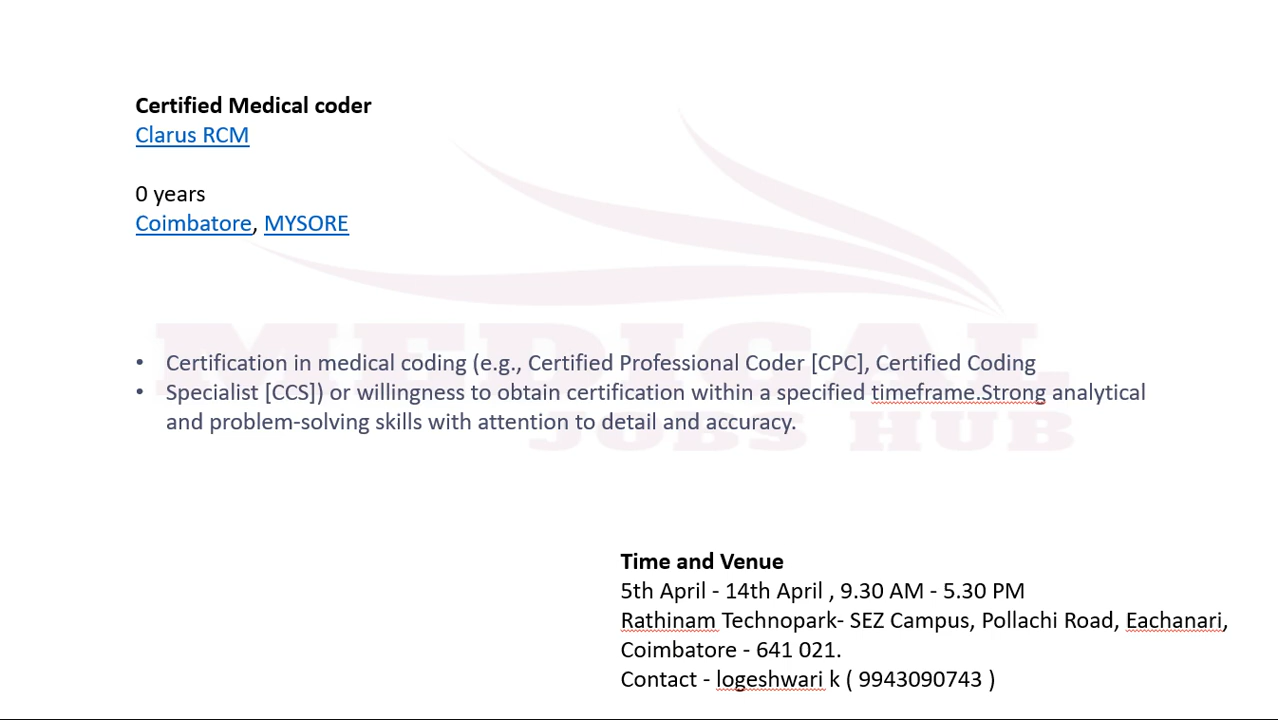 Certified Medical coder
Clarus RCM
0 years
Coimbatore, MYSORE
MEDICAL
JOBS HUB
• Certification in medical coding (e.g., Certified Professional Coder [CPC], Certified Coding
• Specialist [CCS]) or willingness to obtain certification within a specified timeframe.Strong analytical
and problem-solving skills with attention to detail and accuracy.
Time and Venue
5th April - 14th April , 9.30 AM - 5.30 PM
Rathinam Technopark- SEZ Campus, Pollachi Road, Eachanari,
Coimbatore - 641 021.
Contact - logeshwari k ( 9943090743 )